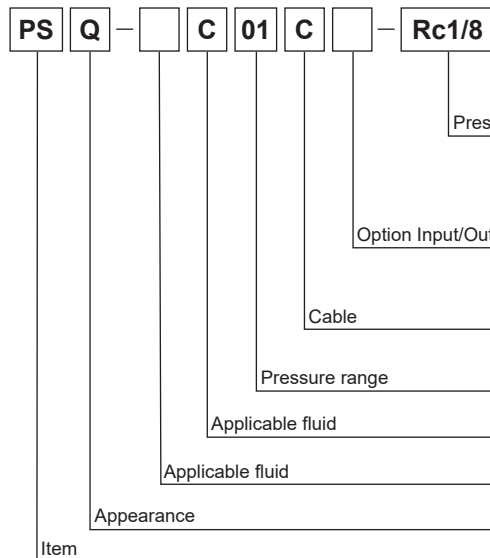 PS Q - C 01 C - Rc1/8
Pres
Option Input/Out
Cable
Pressure range
Applicable fluid
Applicable fluid
Appearance
Item